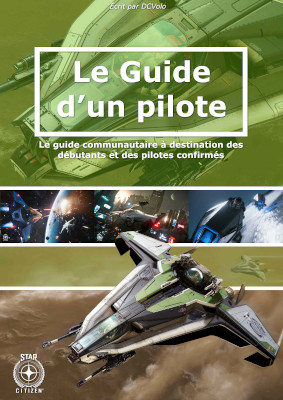 Écrit par DCVolo
Le Guide
d'un pilote
Le guide communautaire à destination des
débutants et des pilotes confirmés
STAR
CITIZEN